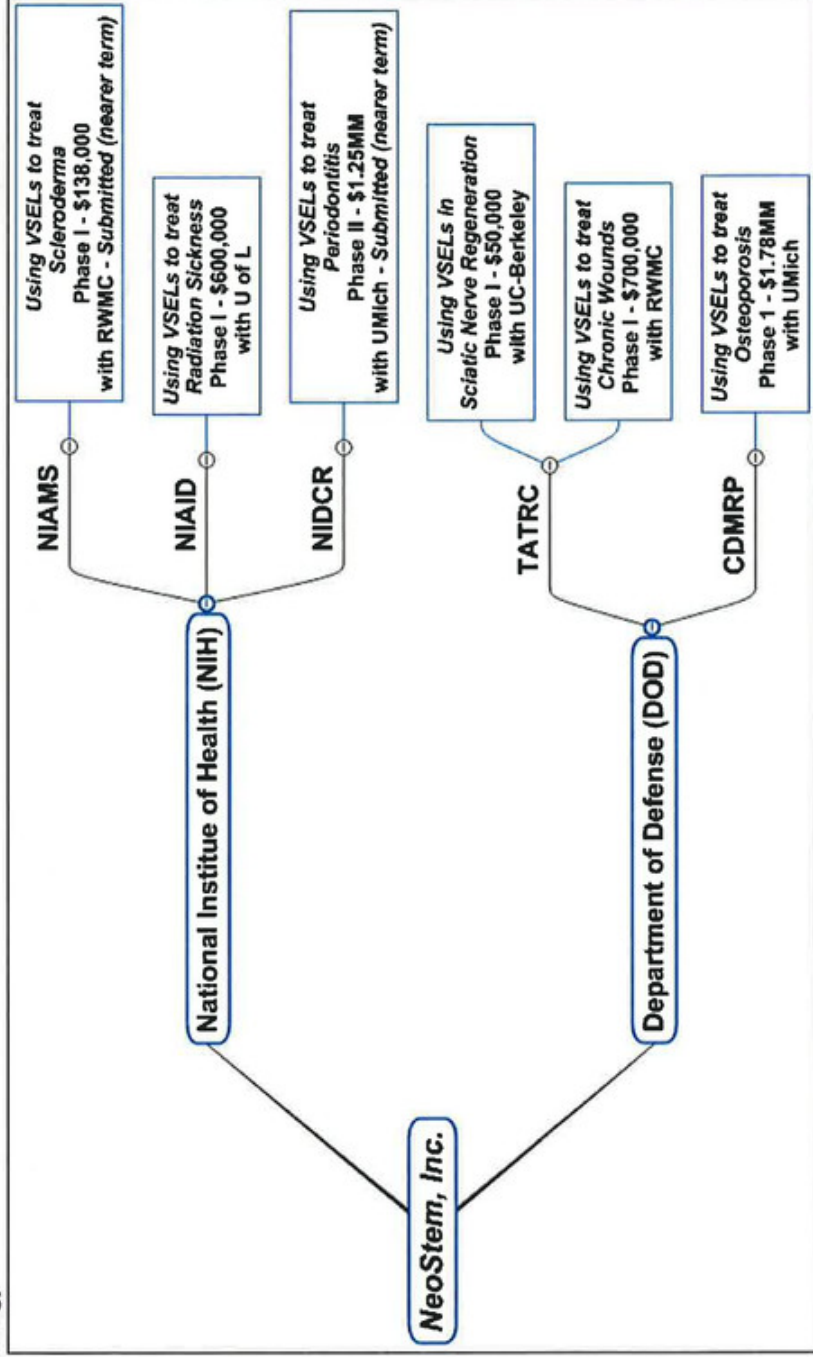 NeoStem, Inc.
National Institue of Health (NIH)
NIAMS
Using VSELs to treat
Scleroderma
Phase I - $138,000
with RWMC - Submitted (nearer term)
NIAID
Using VSELs to treat
Radiation Sickness
Phase I - $600,000
with U of L
NIDCR
Using VSELs to treat
Periodontitis
Phase II - $1.25MM
with UMich - Submitted (nearer term)
Department of Defense (DOD)
TATRC
Using VSELs in
Sciatic Nerve Regeneration
Phase I - $50,000
with UC-Berkeley
Using VSELs to treat
Chronic Wounds
Phase I - $700,000
with RWMC
CDMRP
Using VSELs to treat
Osteoporosis
Phase 1 - $1.78MM
with UMich